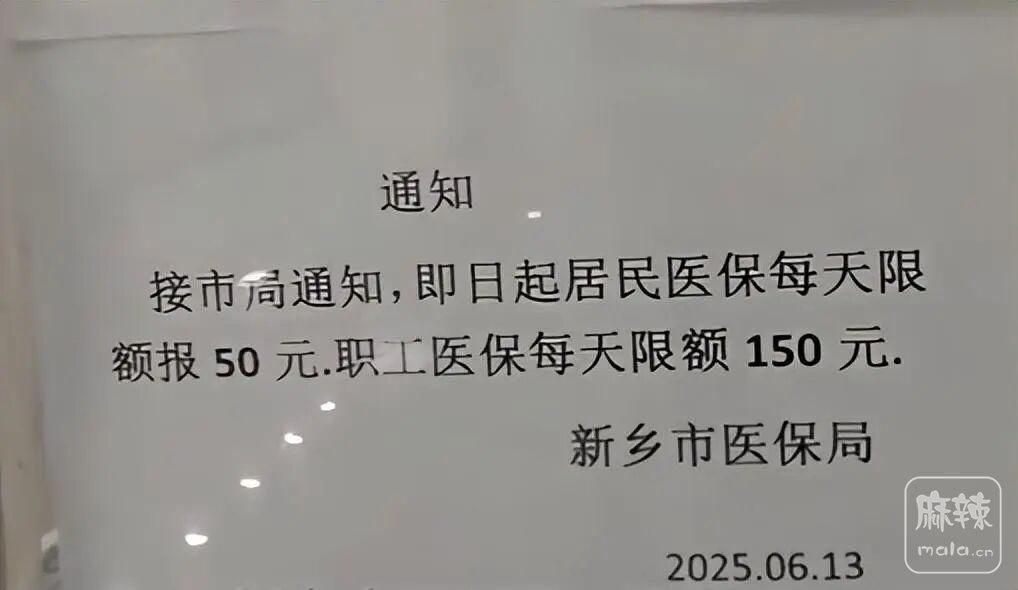 通知
接市局通知，即日起居民医保每天限
额报 50 元.职工医保每天限额 150 元.
新乡市医保局
2025.06.13
麻辣
mala.cn